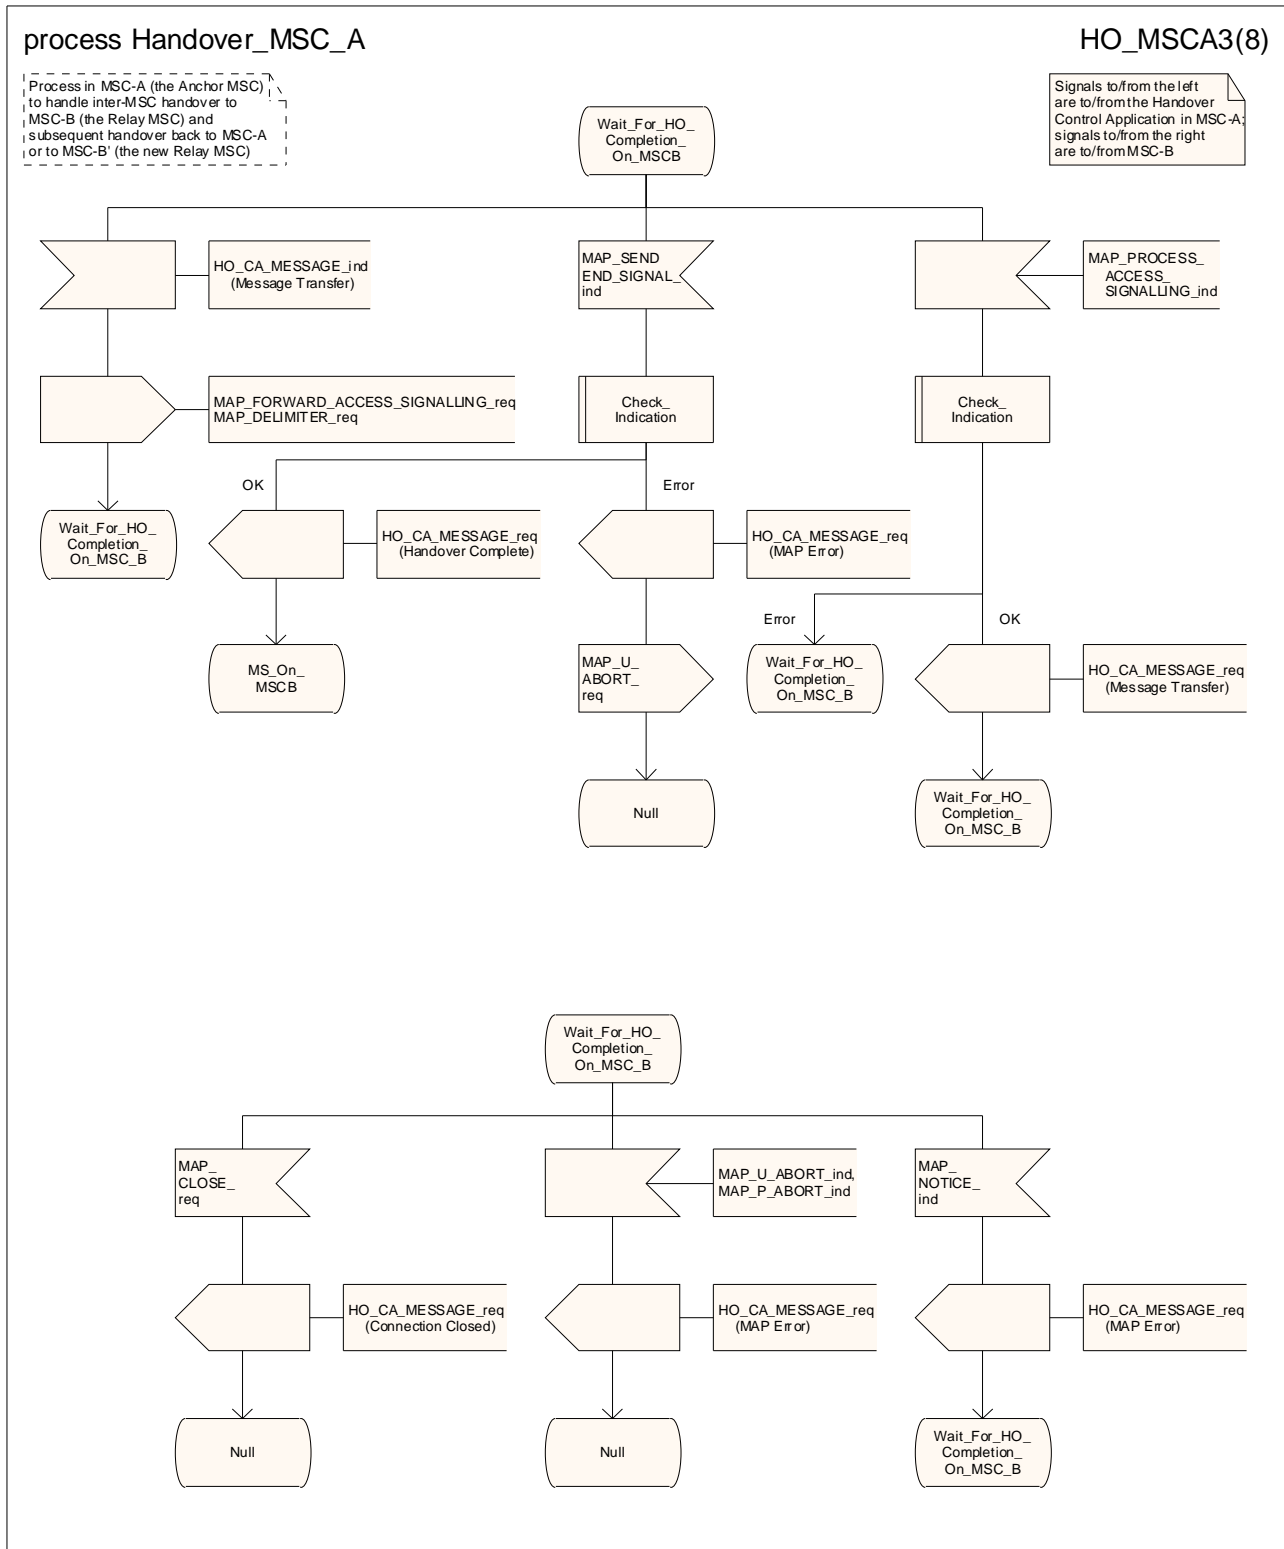 process Handover_MSC_A
HO_MSCA3(8)
Process in MSC-A (the Anchor MSC)
to handle inter-MSC handover to
MSC-B (the Relay MSC) and
subsequent handover back to MSC-A
or to MSC-B' (the new Relay MSC)
Signals to/from the left
are to/from the Handover
Control Application in MSC-A;
signals to/from the right
are to/from MSC-B
Wait_For_HO_
Completion_
On_MSCB
HO_CA_MESSAGE_ind
(Message Transfer)
MAP_SEND
END_SIGNAL_
ind
MAP_PROCESS_
ACCESS_
SIGNALLING_ind
MAP_FORWARD_ACCESS_SIGNALLING_req
MAP_DELIMITER_req
Check_
Indication
Check_
Indication
OK
Error
Wait_For_HO_
Completion_
On_MSC_B
HO_CA_MESSAGE_req
(Handover Complete)
HO_CA_MESSAGE_req
(MAP Error)
Error
OK
MS_On_
MSCB
MAP_U_
ABORT_
req
Wait_For_HO_
Completion_
On_MSC_B
HO_CA_MESSAGE_req
(Message Transfer)
Null
Wait_For_HO_
Completion_
On_MSC_B
Wait_For_HO_
Completion_
On_MSC_B
MAP_
CLOSE_
req
MAP_U_ABORT_ind,
MAP_P_ABORT_ind
MAP_
NOTICE_
ind
HO_CA_MESSAGE_req
(Connection Closed)
HO_CA_MESSAGE_req
(MAP Error)
HO_CA_MESSAGE_req
(MAP Error)
Null
Null
Wait_For_HO_
Completion_
On_MSC_B